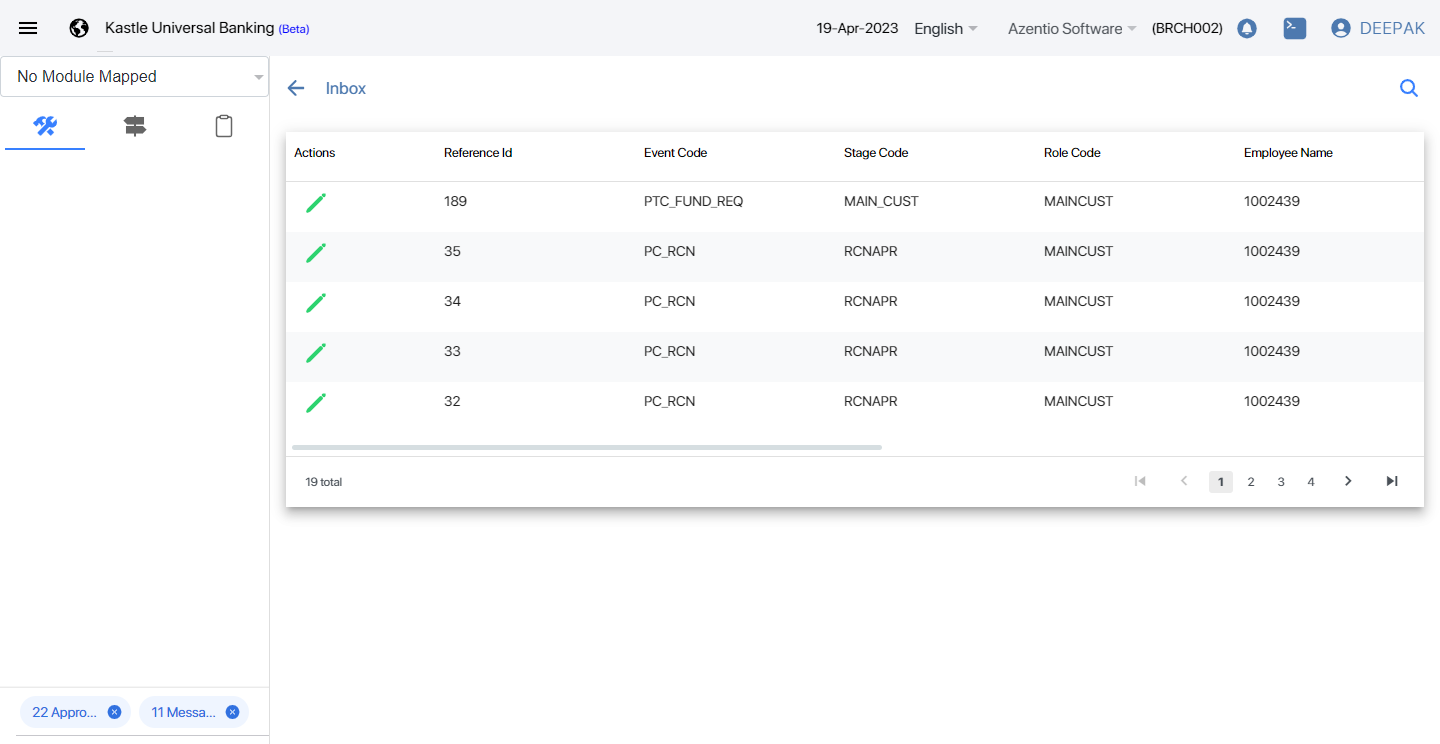 Kastle Universal Banking (Beta) 19-Apr-2023 English Azentio Software (BRCH002) DEEPAK
No Module Mapped
Inbox
Actions Reference Id Event Code Stage Code Role Code Employee Name
189 PTC_FUND_REQ MAIN_CUST MAINCUST 1002439
35 PC_RCN RCNAPR MAINCUST 1002439
34 PC_RCN RCNAPR MAINCUST 1002439
33 PC_RCN RCNAPR MAINCUST 1002439
32 PC_RCN RCNAPR MAINCUST 1002439
19 total 1 2 3 4
22 Appro... 11 Messa...